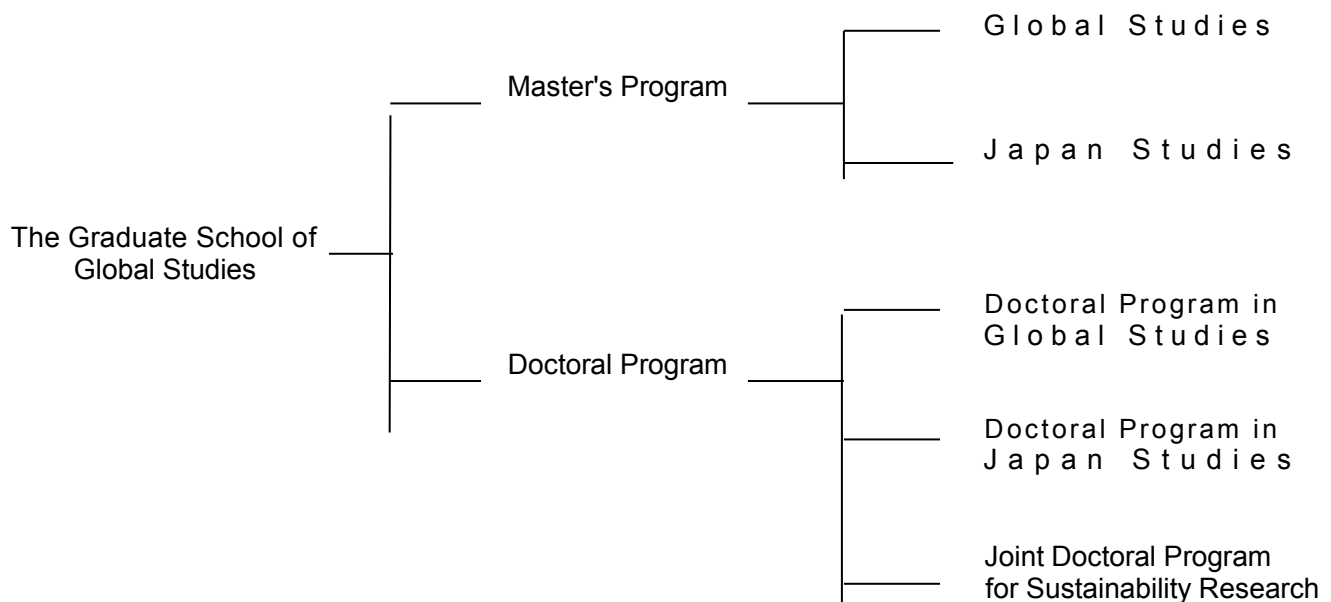 Global Studies
Master's Program
Japan Studies
The Graduate School of
Global Studies
Doctoral Program in
Global Studies
Doctoral Program
Doctoral Program in
Japan Studies
Joint Doctoral Program
for Sustainability Research